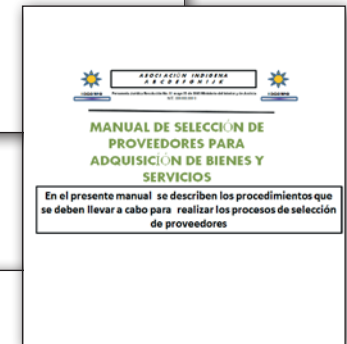 ASOCIACIÓN INDIGENA
A B C D E F G H I J K
MANUAL DE SELECCIÓN DE
PROVEEDORES PARA
ADQUISICIÓN DE BIENES Y
SERVICIOS
En el presente manual se describen los procedimientos que
se deben llevar a cabo para realizar los procesos de selección
de proveedores